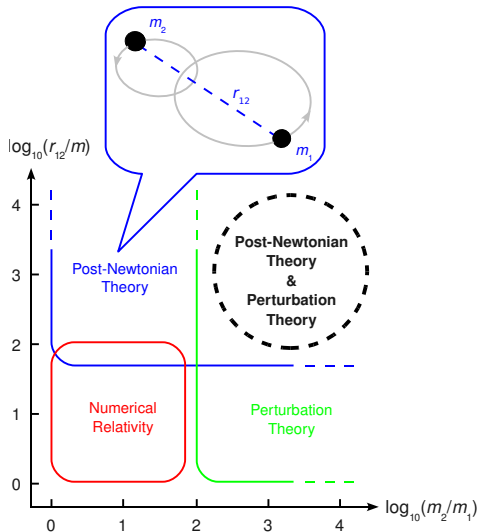 m2
r12
m1
log10(r12/m)
4
3
2
1
0
Post-Newtonian
Theory
Post-Newtonian
Theory
&
Perturbation
Theory
Numerical
Relativity
Perturbation
Theory
0
1
2
3
4
log10(m2/m1)